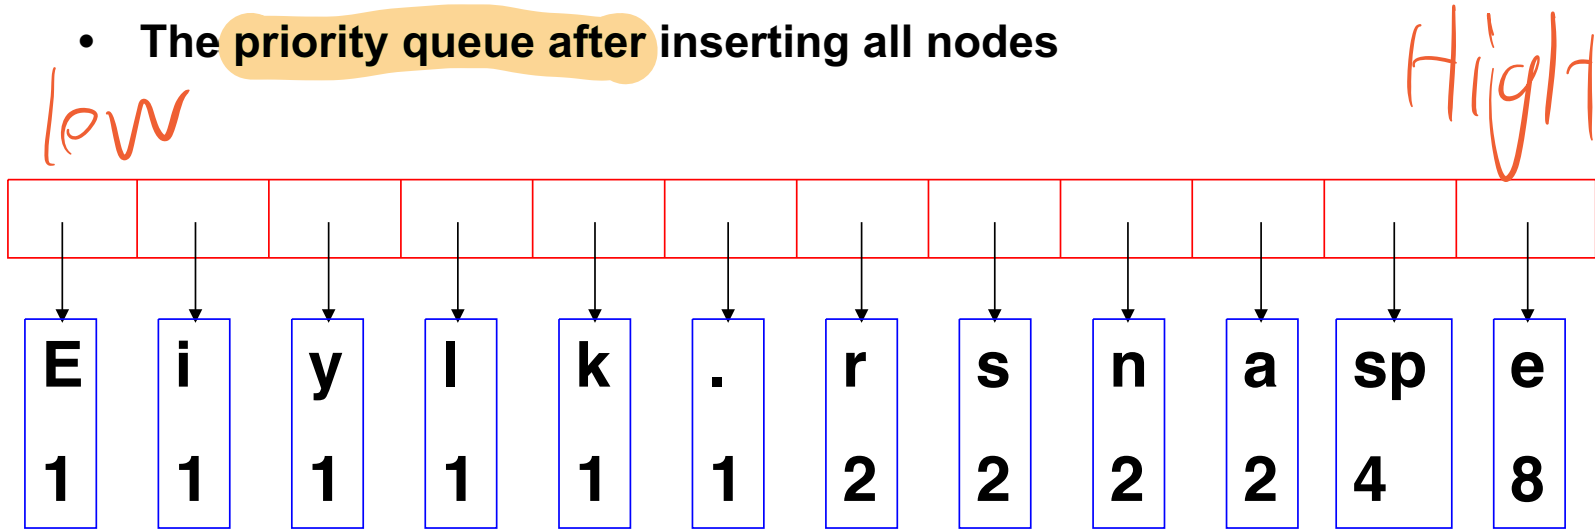 • The priority queue after inserting all nodes
low
High
E i y l k . r s n a sp e
1 1 1 1 1 1 2 2 2 2 4 8